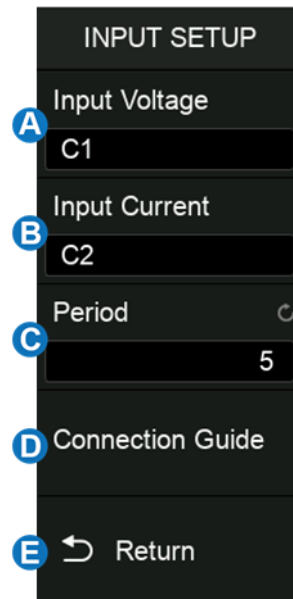 INPUT SETUP
Input Voltage
A
C1
Input Current
B
C2
Period
C
5
D Connection Guide
E Return